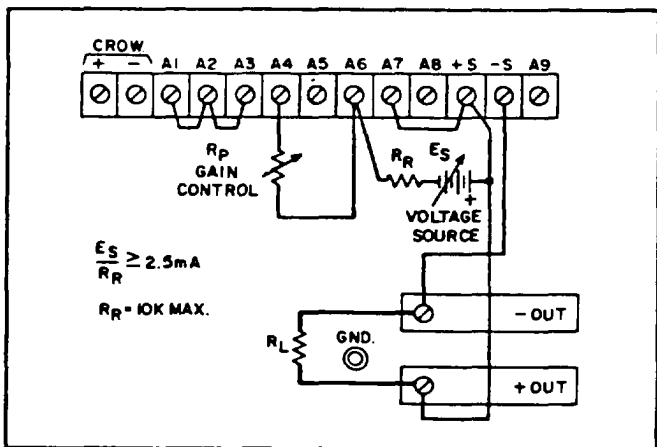 CROW.
+ - A1 A2 A3 A4 A5 A6 A7 A8 +S -S A9
RP
GAIN
CONTROL
RR
ES
+
VOLTAGE
SOURCE
ES
RR ≥ 2.5mA
RR = 10K MAX.
RL
GND.
- OUT
+ OUT